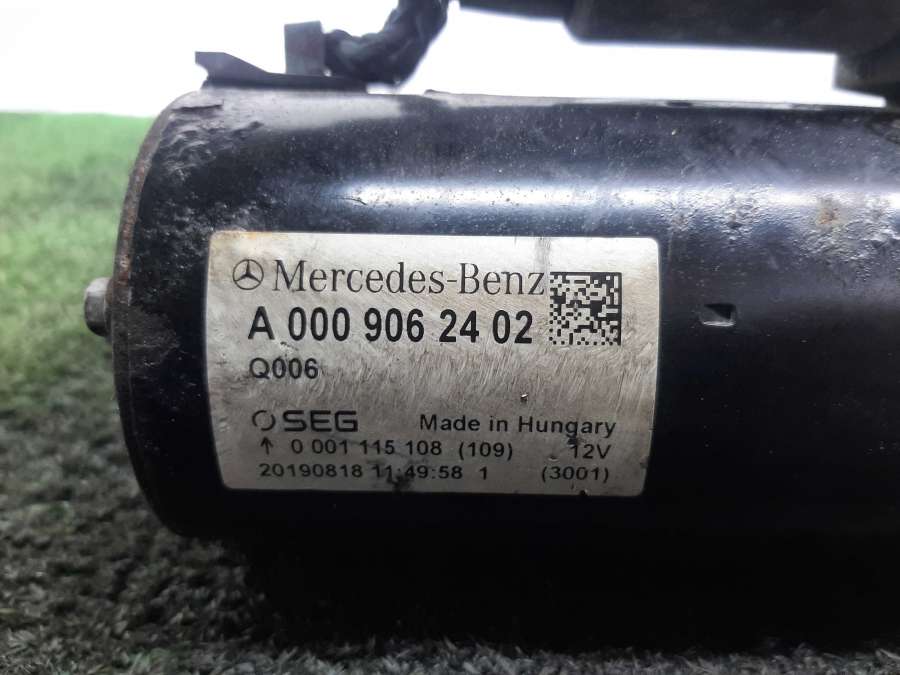 Mercedes-Benz
A 000 906 24 02
Q006
SEG Made in Hungary
↑ 0 001 115 108 (109) 12V
20190818 11:49:58 1 (3001)